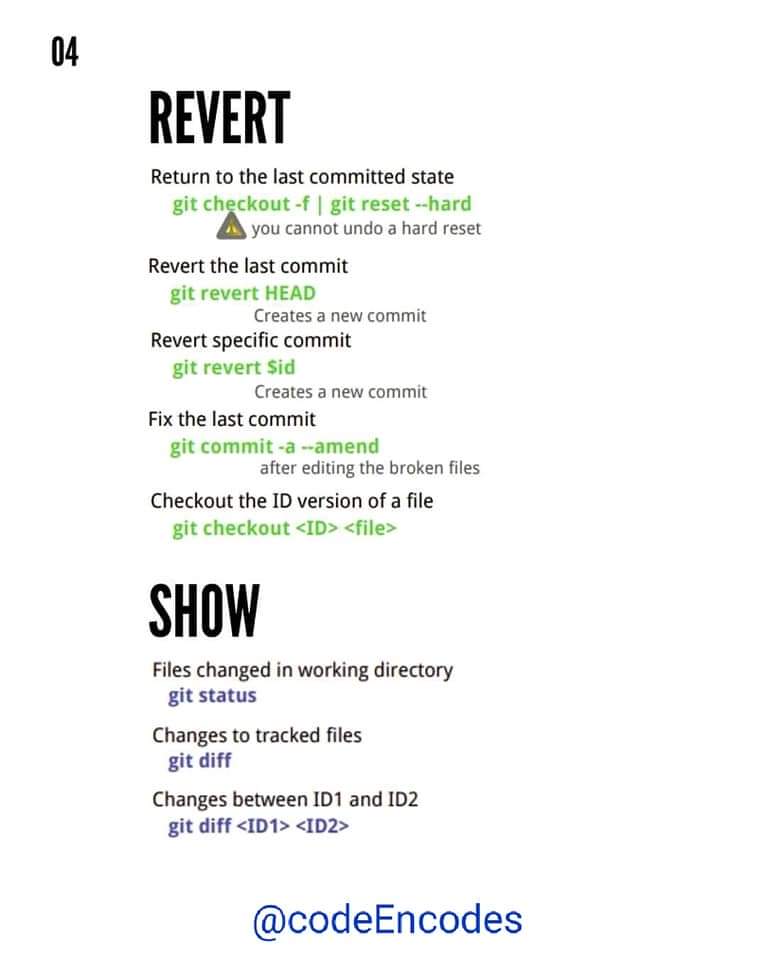 04
REVERT
Return to the last committed state
git checkout -f | git reset --hard
you cannot undo a hard reset
Revert the last commit
git revert HEAD
Creates a new commit
Revert specific commit
git revert $id
Creates a new commit
Fix the last commit
git commit -a --amend
after editing the broken files
Checkout the ID version of a file
git checkout <ID> <file>
SHOW
Files changed in working directory
git status
Changes to tracked files
git diff
Changes between ID1 and ID2
git diff <ID1> <ID2>
@codeEncodes